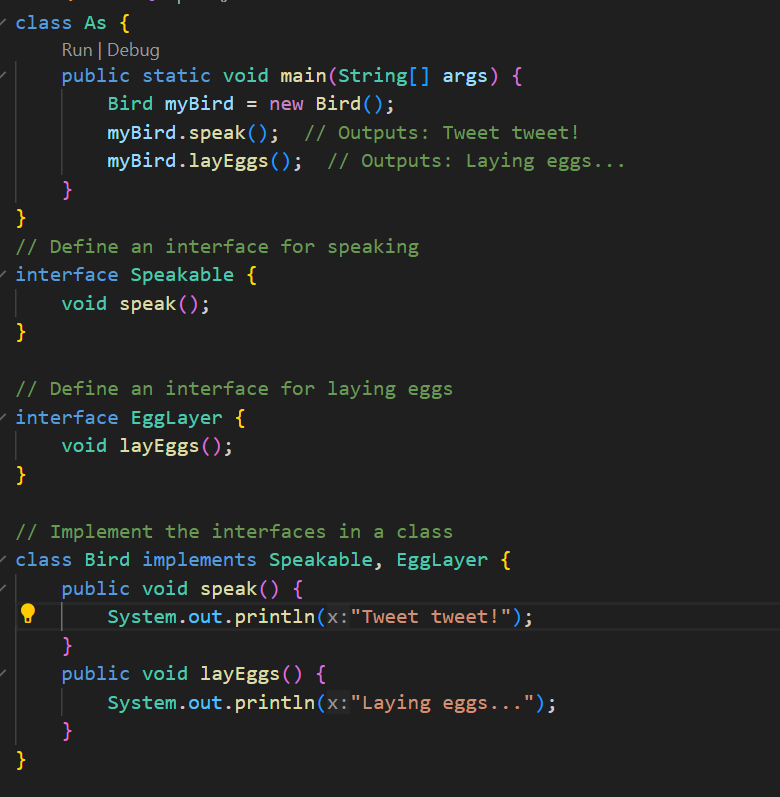 class As {
Run | Debug
    public static void main(String[] args) {
        Bird myBird = new Bird();
        myBird.speak();  // Outputs: Tweet tweet!
        myBird.layEggs();  // Outputs: Laying eggs...
    }
}
// Define an interface for speaking
interface Speakable {
    void speak();
}

// Define an interface for laying eggs
interface EggLayer {
    void layEggs();
}

// Implement the interfaces in a class
class Bird implements Speakable, EggLayer {
    public void speak() {
        System.out.println(x:"Tweet tweet!");
    }
    public void layEggs() {
        System.out.println(x:"Laying eggs...");
    }
}